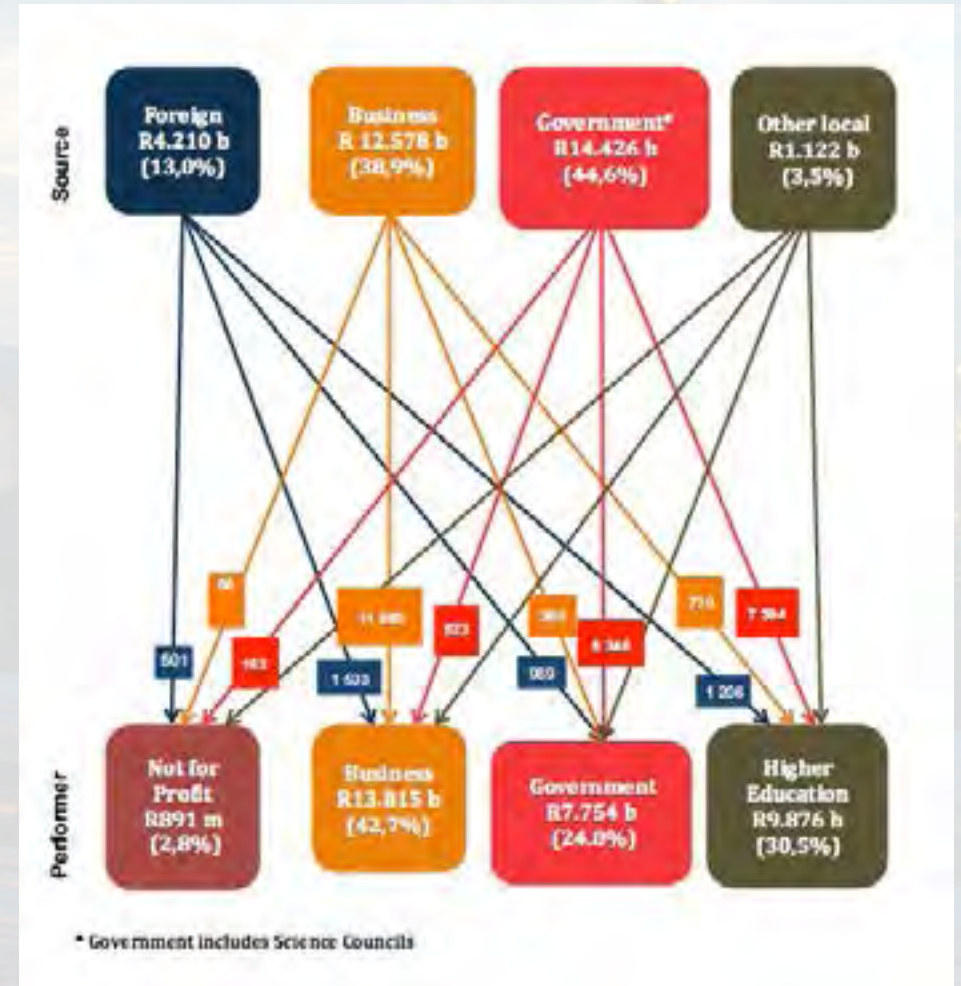 Source
Foreign
R4.210 b
(13,0%)
Business
R 12.578 b
(38,9%)
Government*
R14.426 b
(44,6%)
Other local
R1.122 b
(3,5%)
501
1 533
1 206
Performer
Not for
Profit
R891 m
(2,8%)
Business
R13.815 b
(42,7%)
Government
R7.754 b
(24.0%)
Higher
Education
R9.876 b
(30,5%)
* Government includes Science Councils